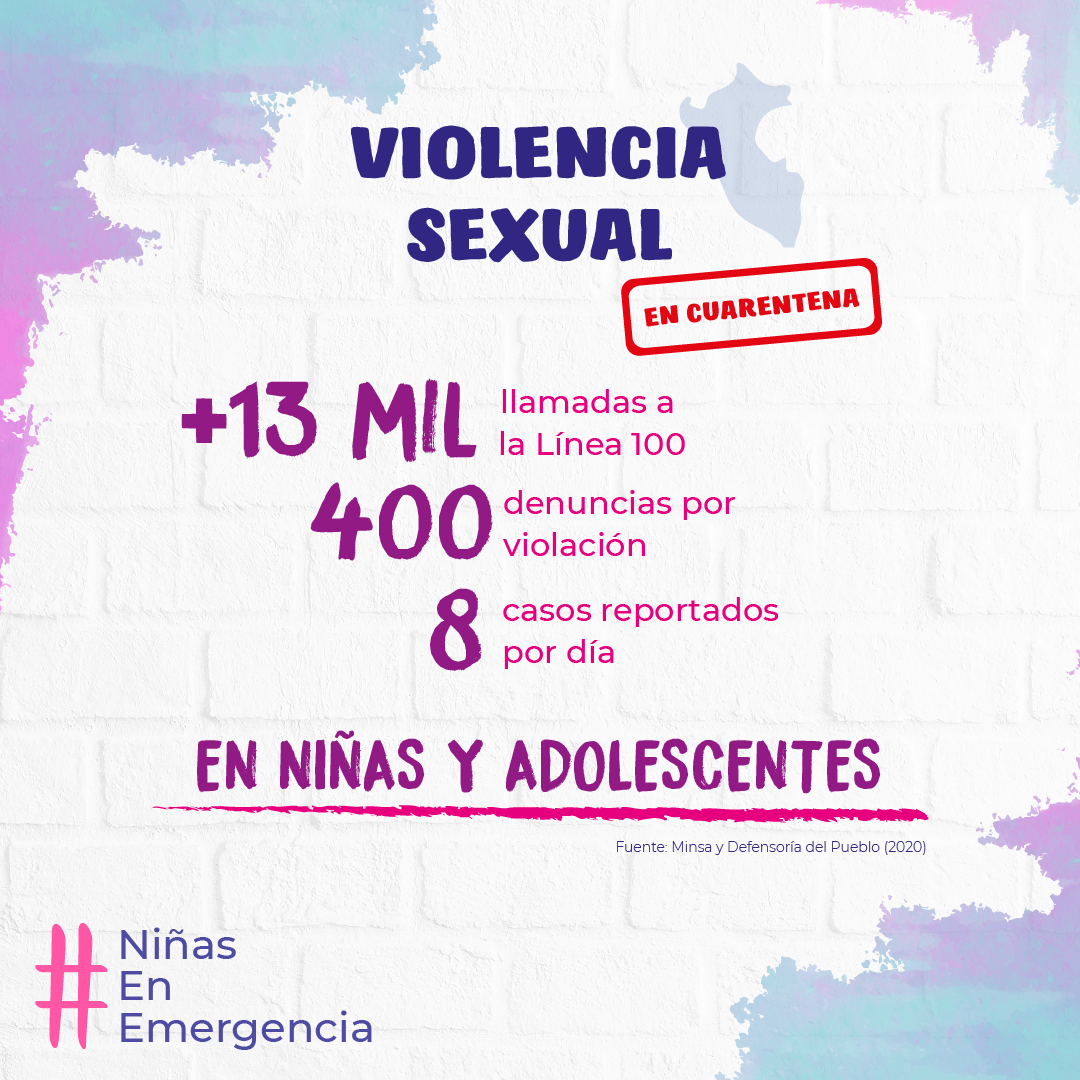 VIOLENCIA
SEXUAL
EN CUARENTENA
+13 MIL llamadas a
la Línea 100
400 denuncias por
violación
8 casos reportados
por día
EN NIÑAS Y ADOLESCENTES
Fuente: Minsa y Defensoría del Pueblo (2020)
# Niñas
En
Emergencia